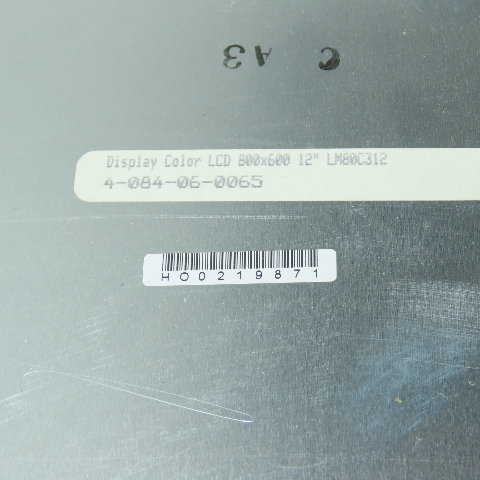 C A3
Display Color LCD 800x600 12" LM80C312
4-084-06-0065
HO0219871